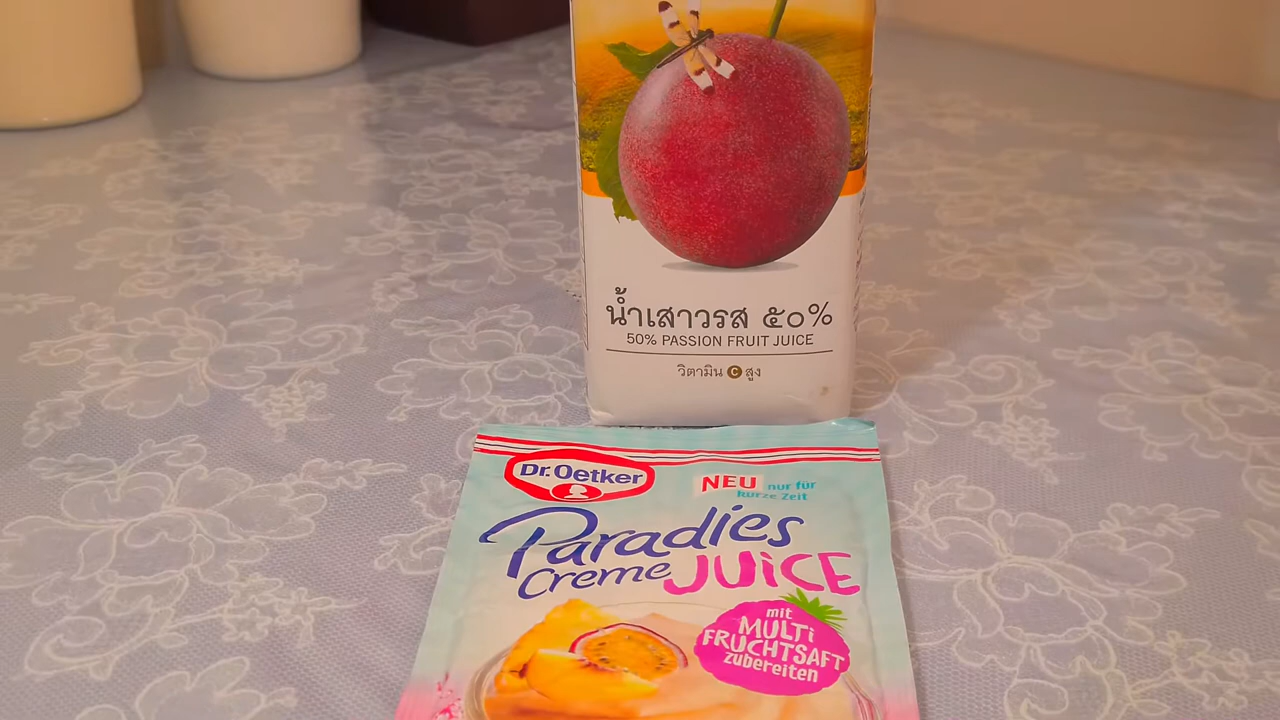 น้ำเสาวรส ๕๐%
50% PASSION FRUIT JUICE
วิตามิน C สูง
Dr. Oetker
NEU nur für
kurze Zeit
Paradies
Creme JUiCE
mit
MULTi
FRUCHTSAFT
zubereiten